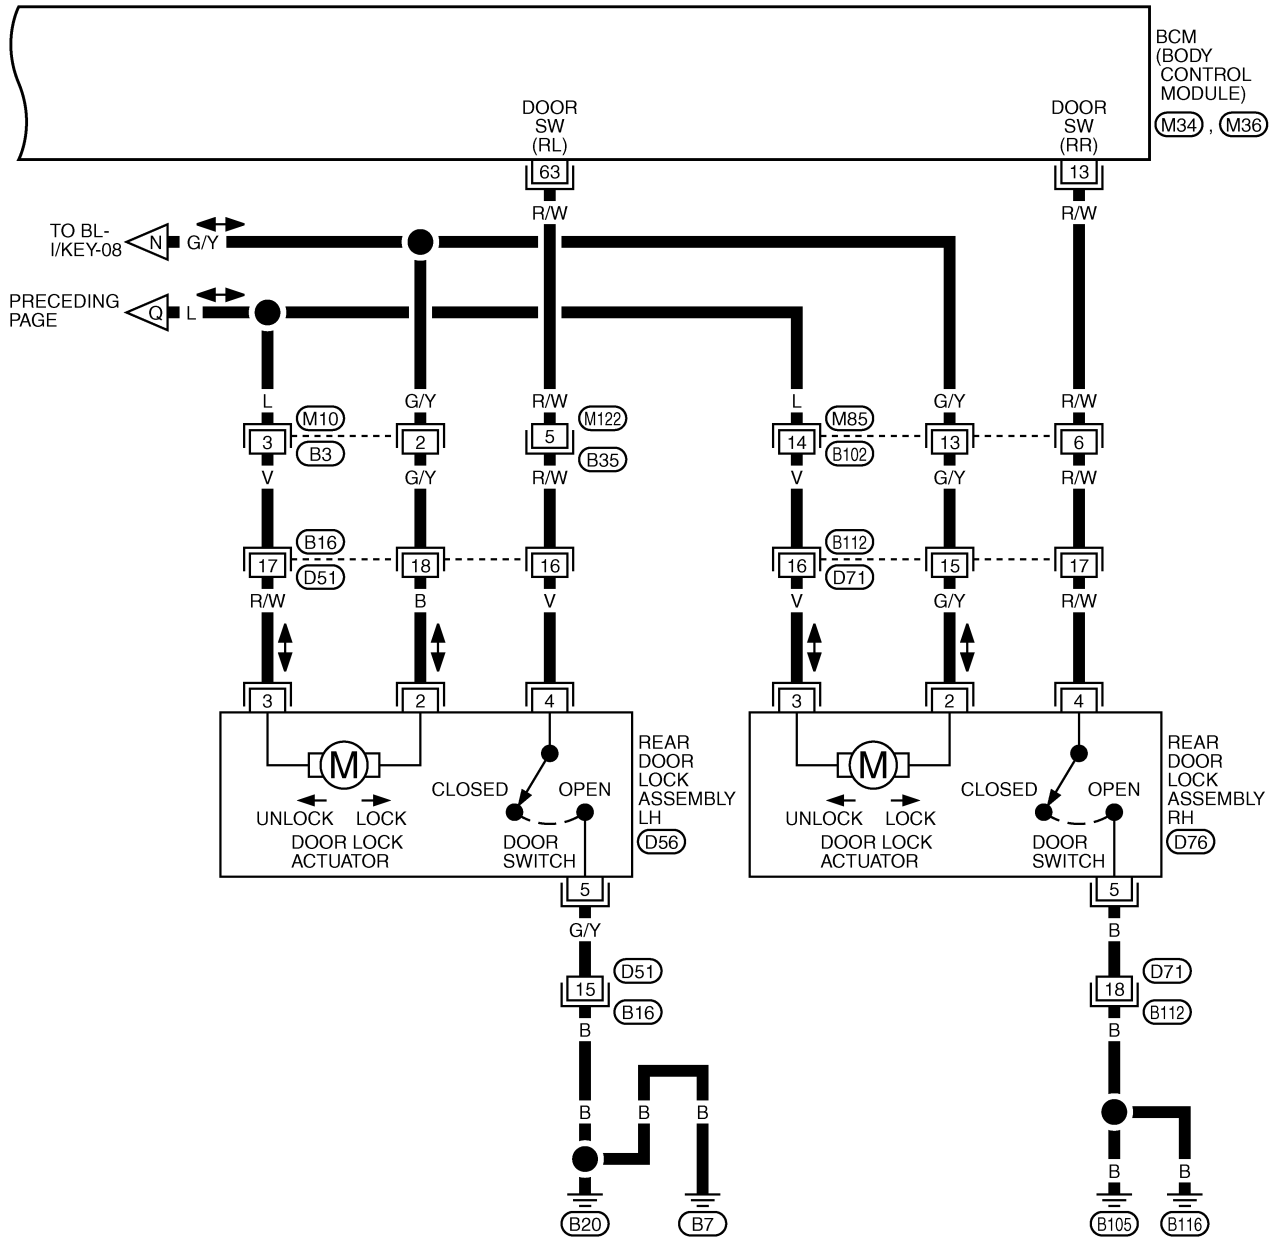 BCM
(BODY
CONTROL
MODULE)
M34 , M36
DOOR
SW
(RL)
DOOR
SW
(RR)
63
13
R/W
R/W
TO BL-
I/KEY-08
N
G/Y
PRECEDING
PAGE
Q
L
L
G/Y
R/W
L
G/Y
R/W
M10
M122
M85
3
2
5
14
13
6
B3
B35
B102
V
G/Y
R/W
V
G/Y
R/W
B16
B112
17
18
16
16
15
17
D51
D71
R/W
B
V
V
G/Y
R/W
3
2
4
3
2
4
M
CLOSED
OPEN
UNLOCK
LOCK
DOOR LOCK
ACTUATOR
DOOR
SWITCH
REAR
DOOR
LOCK
ASSEMBLY
LH
D56
M
CLOSED
OPEN
UNLOCK
LOCK
DOOR LOCK
ACTUATOR
DOOR
SWITCH
REAR
DOOR
LOCK
ASSEMBLY
RH
D76
5
5
G/Y
B
D51
D71
15
18
B16
B112
B
B
B
B
B
B
B
B20
B7
B105
B116